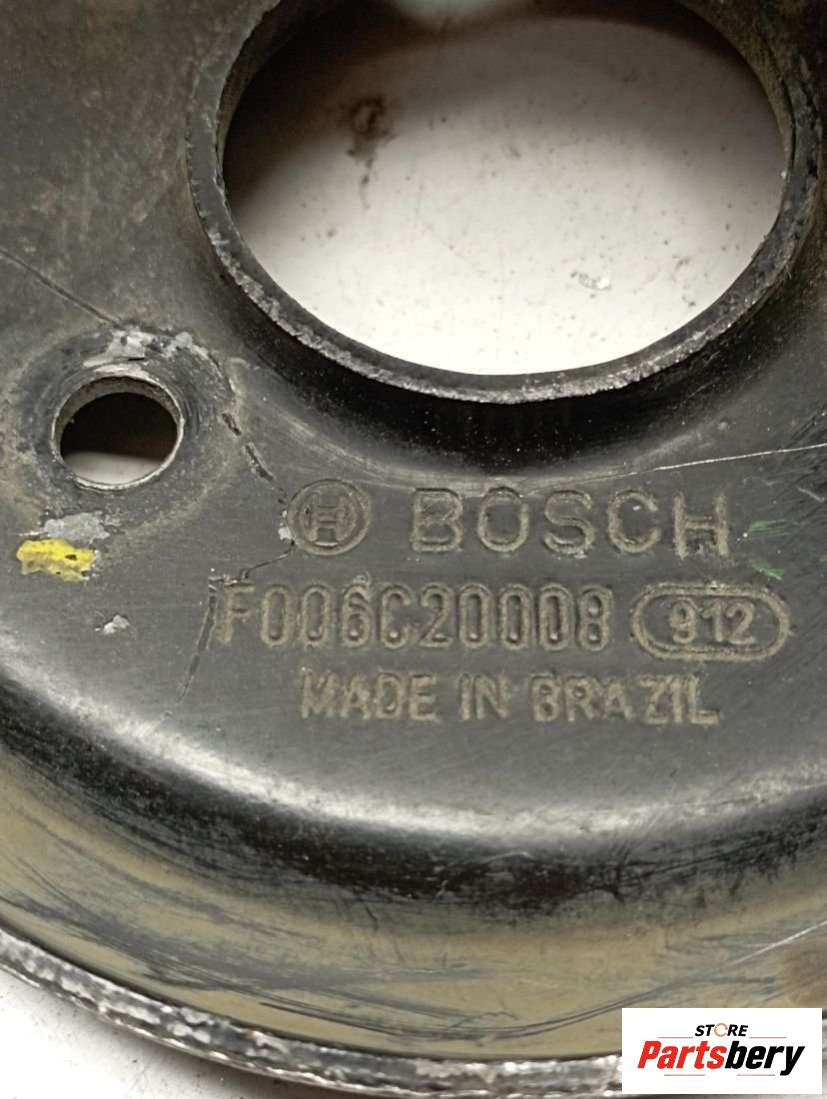 BOSCH
F006C20008 912
MADE IN BRAZIL
STORE
Partsbery